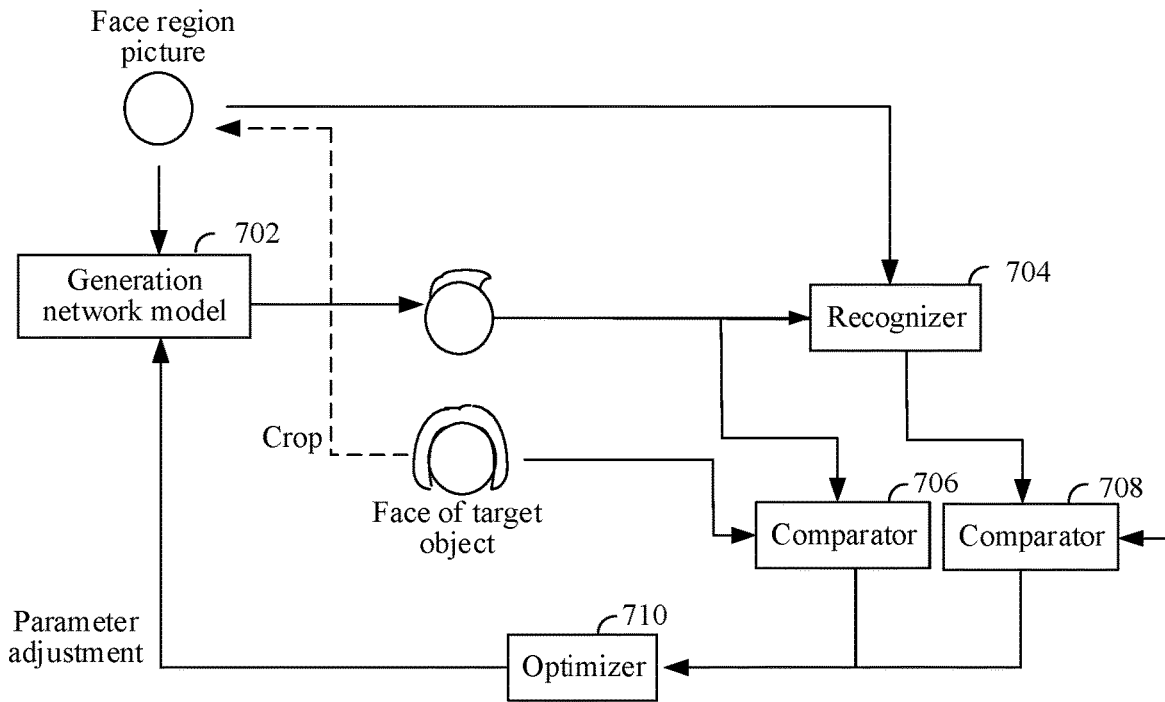 Face region
picture
702
Generation
network model
704
Recognizer
Crop
Face of target
object
706
Comparator
708
Comparator
Parameter
adjustment
710
Optimizer